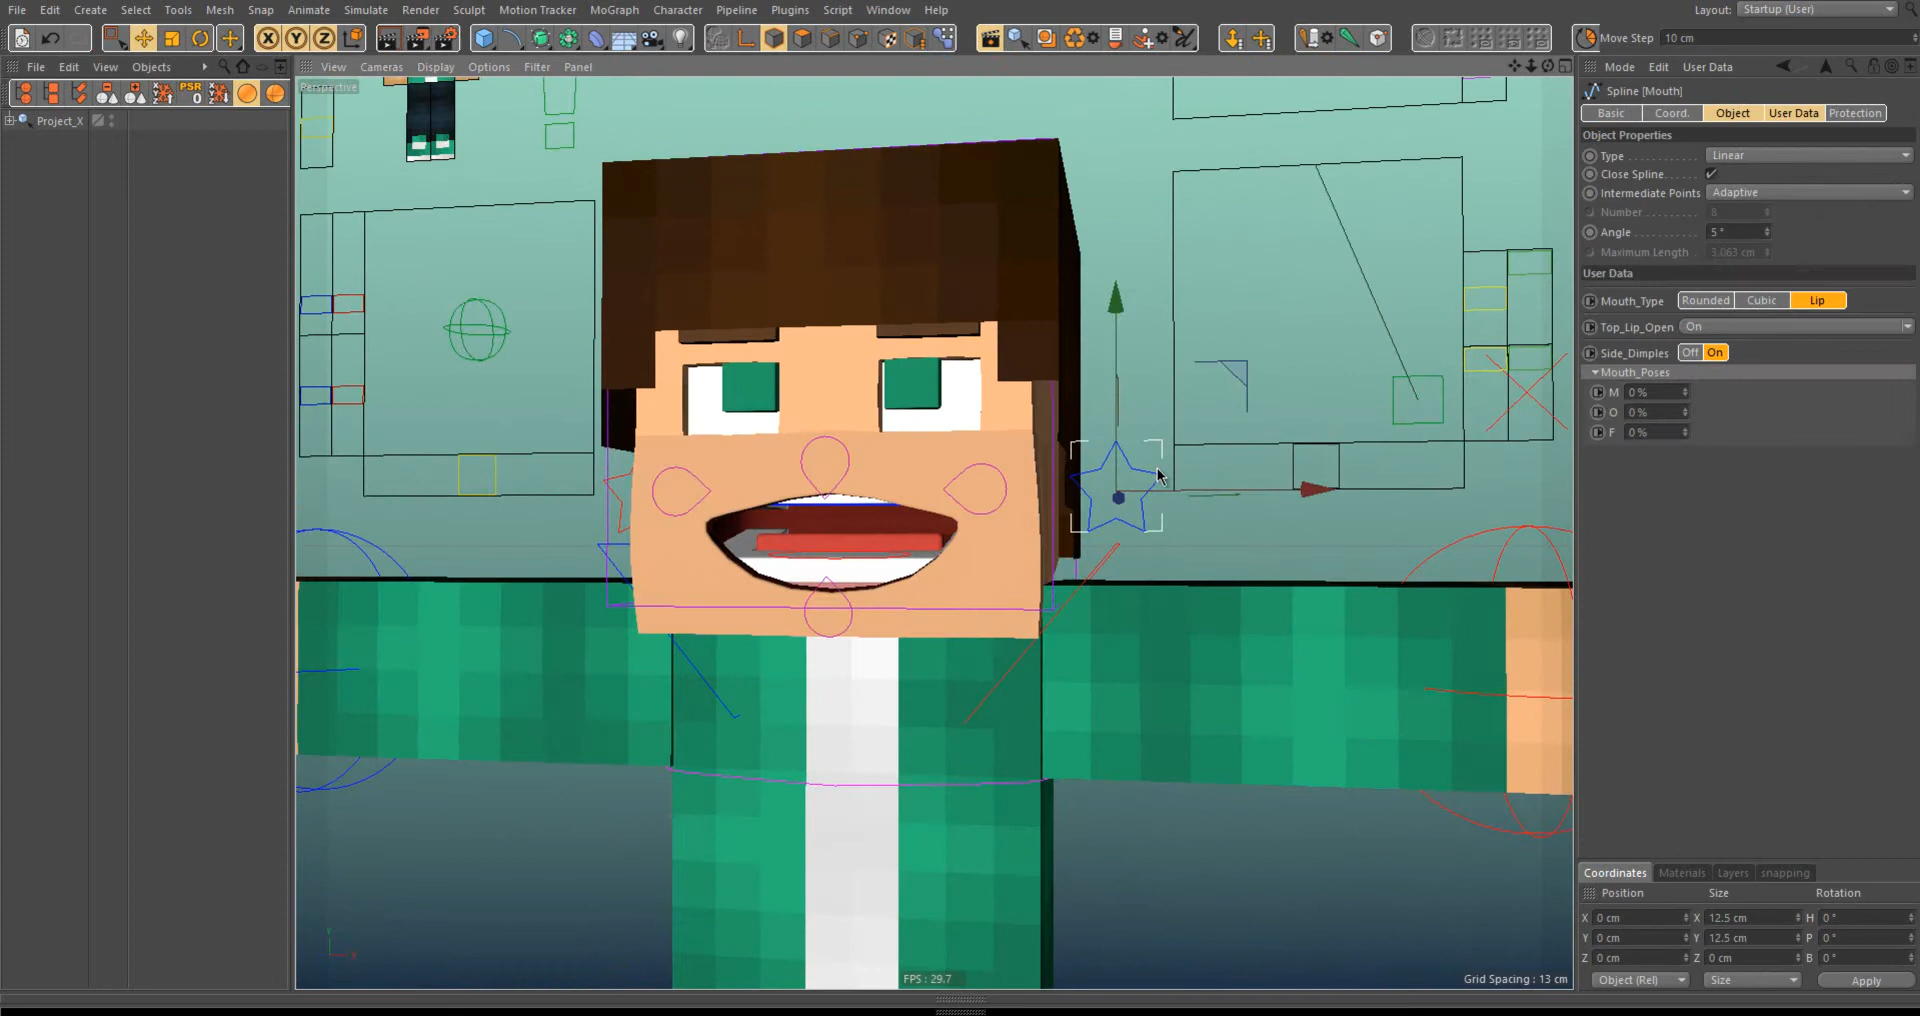 File Edit Create Select Tools Mesh Snap Animate Simulate Render Sculpt Motion Tracker MoGraph Character Pipeline Plugins Script Window Help
Layout: Startup (User)
X Y Z
Move Step 10 cm
File Edit View Objects
View Cameras Display Options Filter Panel
Mode Edit User Data
PSR
0
Project_X
Perspective
Spline [Mouth]
Basic Coord. Object User Data Protection
Object Properties
Type Linear
Close Spline
Intermediate Points Adaptive
Number 8
Angle 5 °
Maximum Length 3.063 cm
User Data
Mouth_Type Rounded Cubic Lip
Top_Lip_Open On
Side_Dimples Off On
Mouth_Poses
M 0 %
O 0 %
F 0 %
FPS : 29.7
Grid Spacing : 13 cm
Y
X
Coordinates Materials Layers snapping
Position Size Rotation
X 0 cm X 12.5 cm H 0 °
Y 0 cm Y 12.5 cm P 0 °
Z 0 cm Z 0 cm B 0 °
Object (Rel) Size Apply